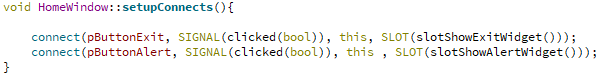 void HomeWindow::setupConnects(){
connect(pButtonExit, SIGNAL(clicked(bool)), this, SLOT(slotShowExitWidget()));
connect(pButtonAlert, SIGNAL(clicked(bool)), this , SLOT(slotShowAlertWidget()));
}